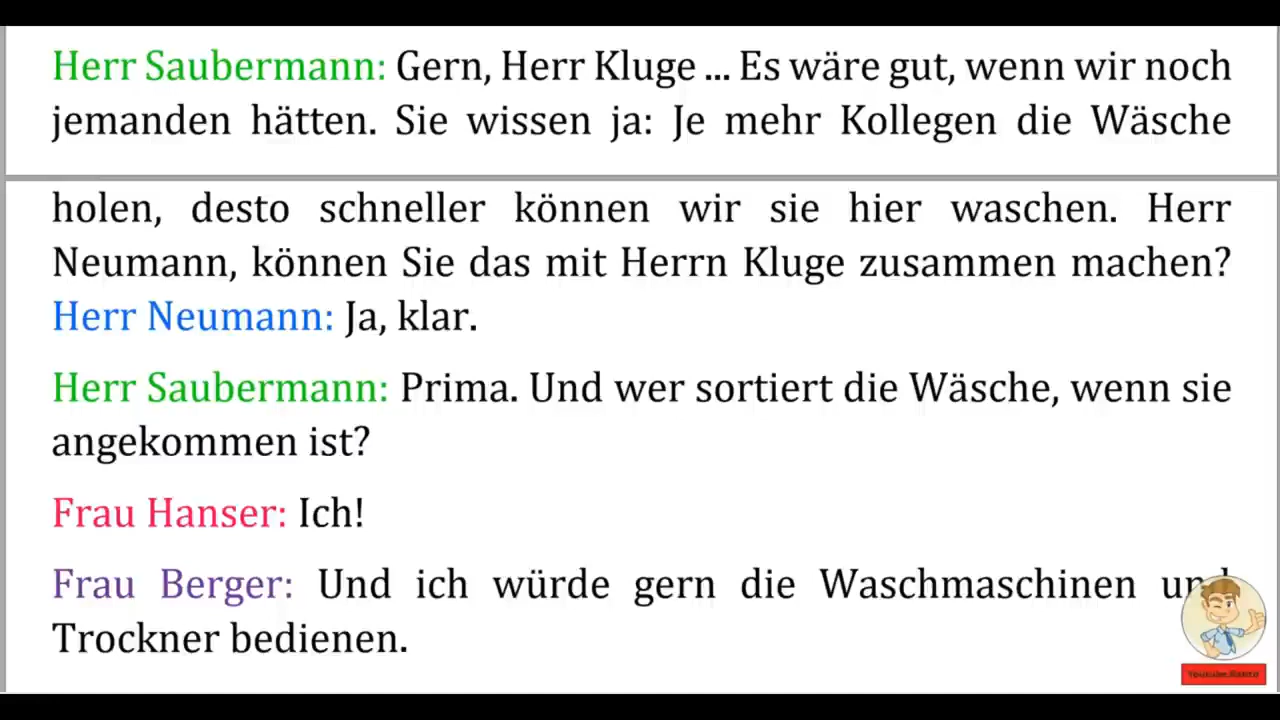 Herr Saubermann: Gern, Herr Kluge ... Es wäre gut, wenn wir noch
jemanden hätten. Sie wissen ja: Je mehr Kollegen die Wäsche
holen, desto schneller können wir sie hier waschen. Herr
Neumann, können Sie das mit Herrn Kluge zusammen machen?
Herr Neumann: Ja, klar.
Herr Saubermann: Prima. Und wer sortiert die Wäsche, wenn sie
angekommen ist?
Frau Hanser: Ich!
Frau Berger: Und ich würde gern die Waschmaschinen und
Trockner bedienen.